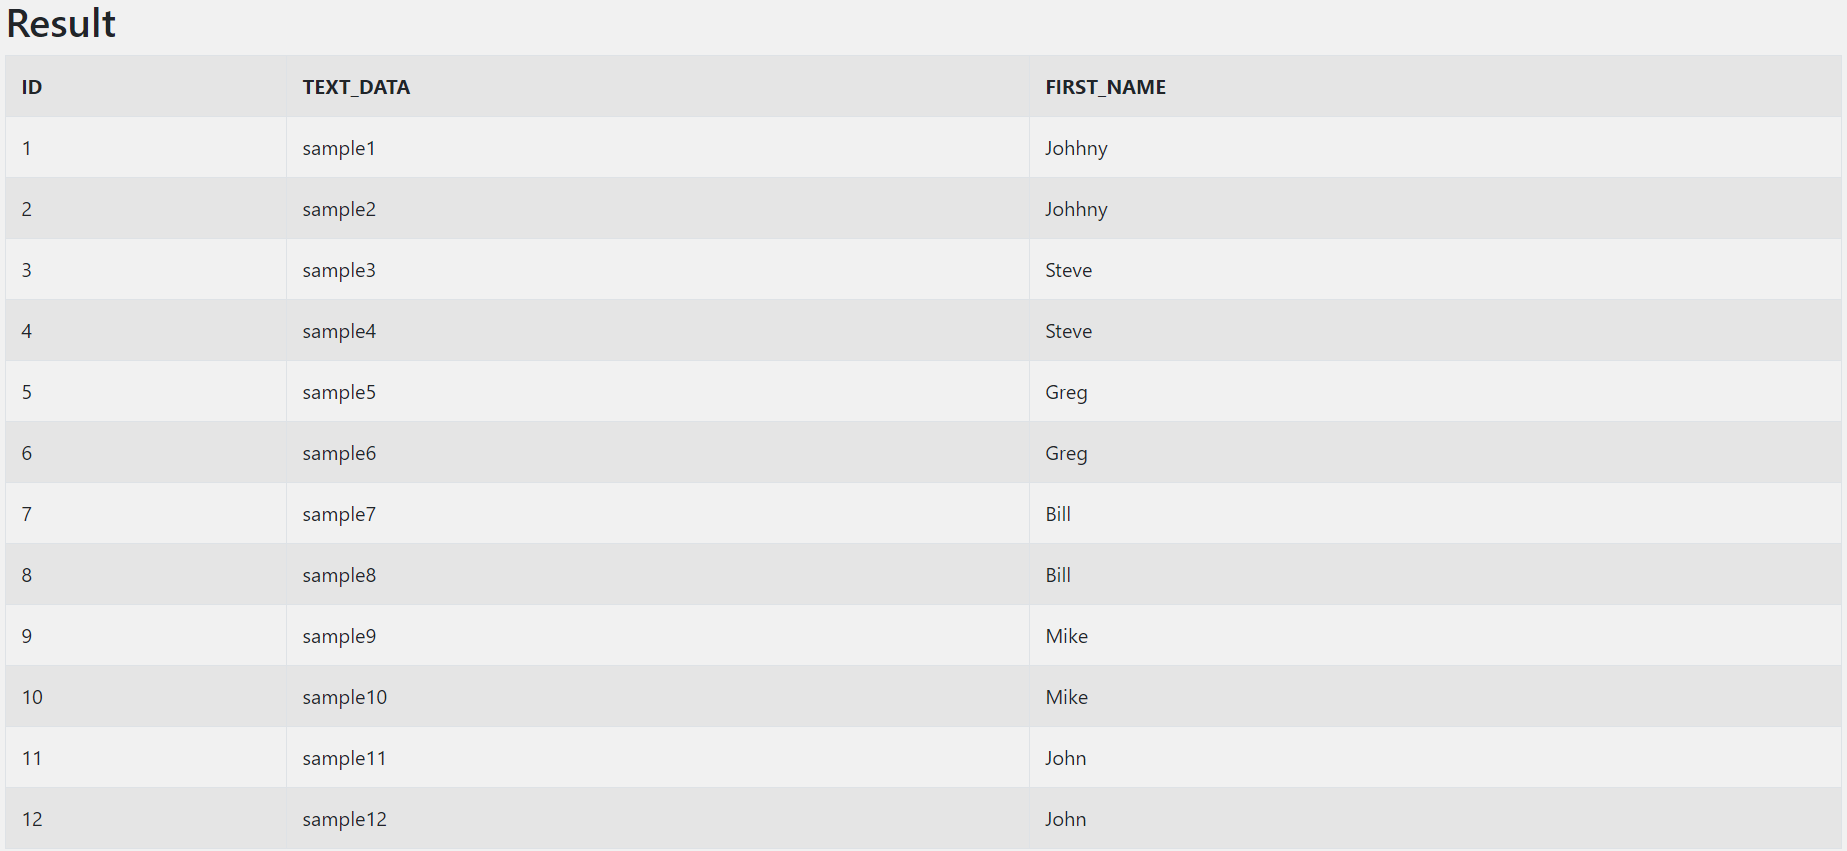 Result
ID TEXT_DATA FIRST_NAME
1 sample1 Johhny
2 sample2 Johhny
3 sample3 Steve
4 sample4 Steve
5 sample5 Greg
6 sample6 Greg
7 sample7 Bill
8 sample8 Bill
9 sample9 Mike
10 sample10 Mike
11 sample11 John
12 sample12 John